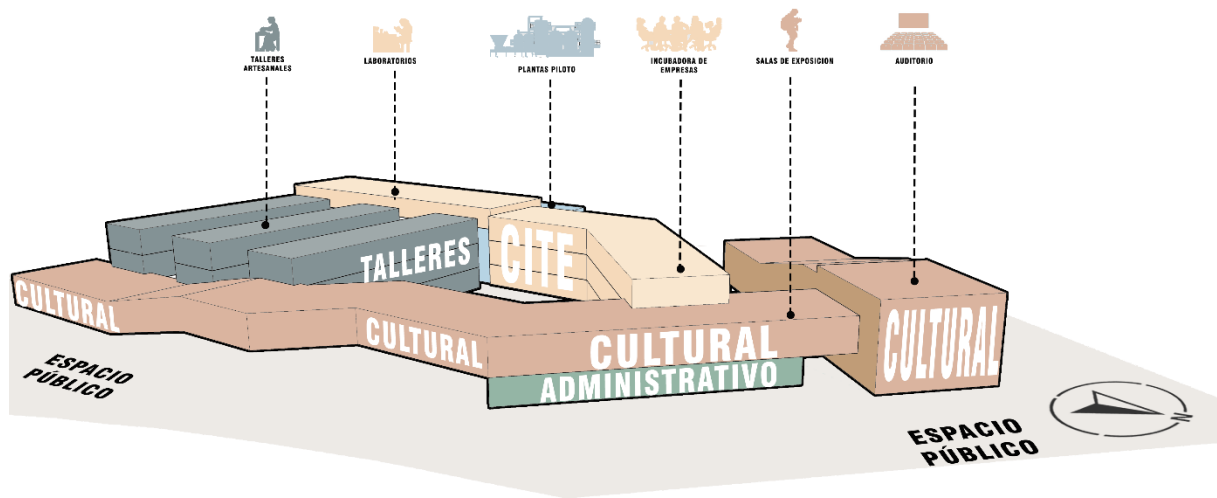 TALLERES
ARTESANALES
LABORATORIOS
PLANTAS PILOTO
INCUBADORA DE
EMPRESAS
SALAS DE EXPOSICION
AUDITORIO
TALLERES
CITE
CULTURAL
CULTURAL
CULTURAL
CULTURAL
ADMINISTRATIVO
ESPACIO
PÚBLICO
ESPACIO
PÚBLICO
N